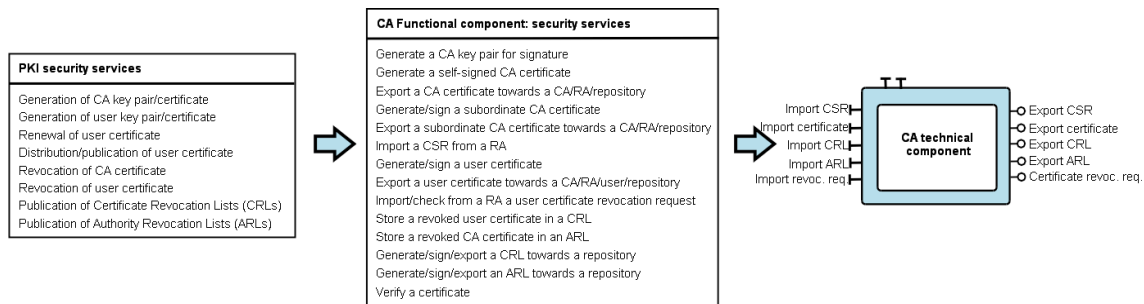 PKI security services
Generation of CA key pair/certificate
Generation of user key pair/certificate
Renewal of user certificate
Distribution/publication of user certificate
Revocation of CA certificate
Revocation of user certificate
Publication of Certificate Revocation Lists (CRLs)
Publication of Authority Revocation Lists (ARLs)
CA Functional component: security services
Generate a CA key pair for signature
Generate a self-signed CA certificate
Export a CA certificate towards a CA/RA/repository
Generate/sign a subordinate CA certificate
Export a subordinate CA certificate towards a CA/RA/repository
Import a CSR from a RA
Generate/sign a user certificate
Export a user certificate towards a CA/RA/user/repository
Import/check from a RA a user certificate revocation request
Store a revoked user certificate in a CRL
Store a revoked CA certificate in an ARL
Generate/sign/export a CRL towards a repository
Generate/sign/export an ARL towards a repository
Verify a certificate
Import CSR
Import certificate
Import CRL
Import ARL
Import revoc. req.
CA technical
component
Export CSR
Export certificate
Export CRL
Export ARL
Certificate revoc. req.